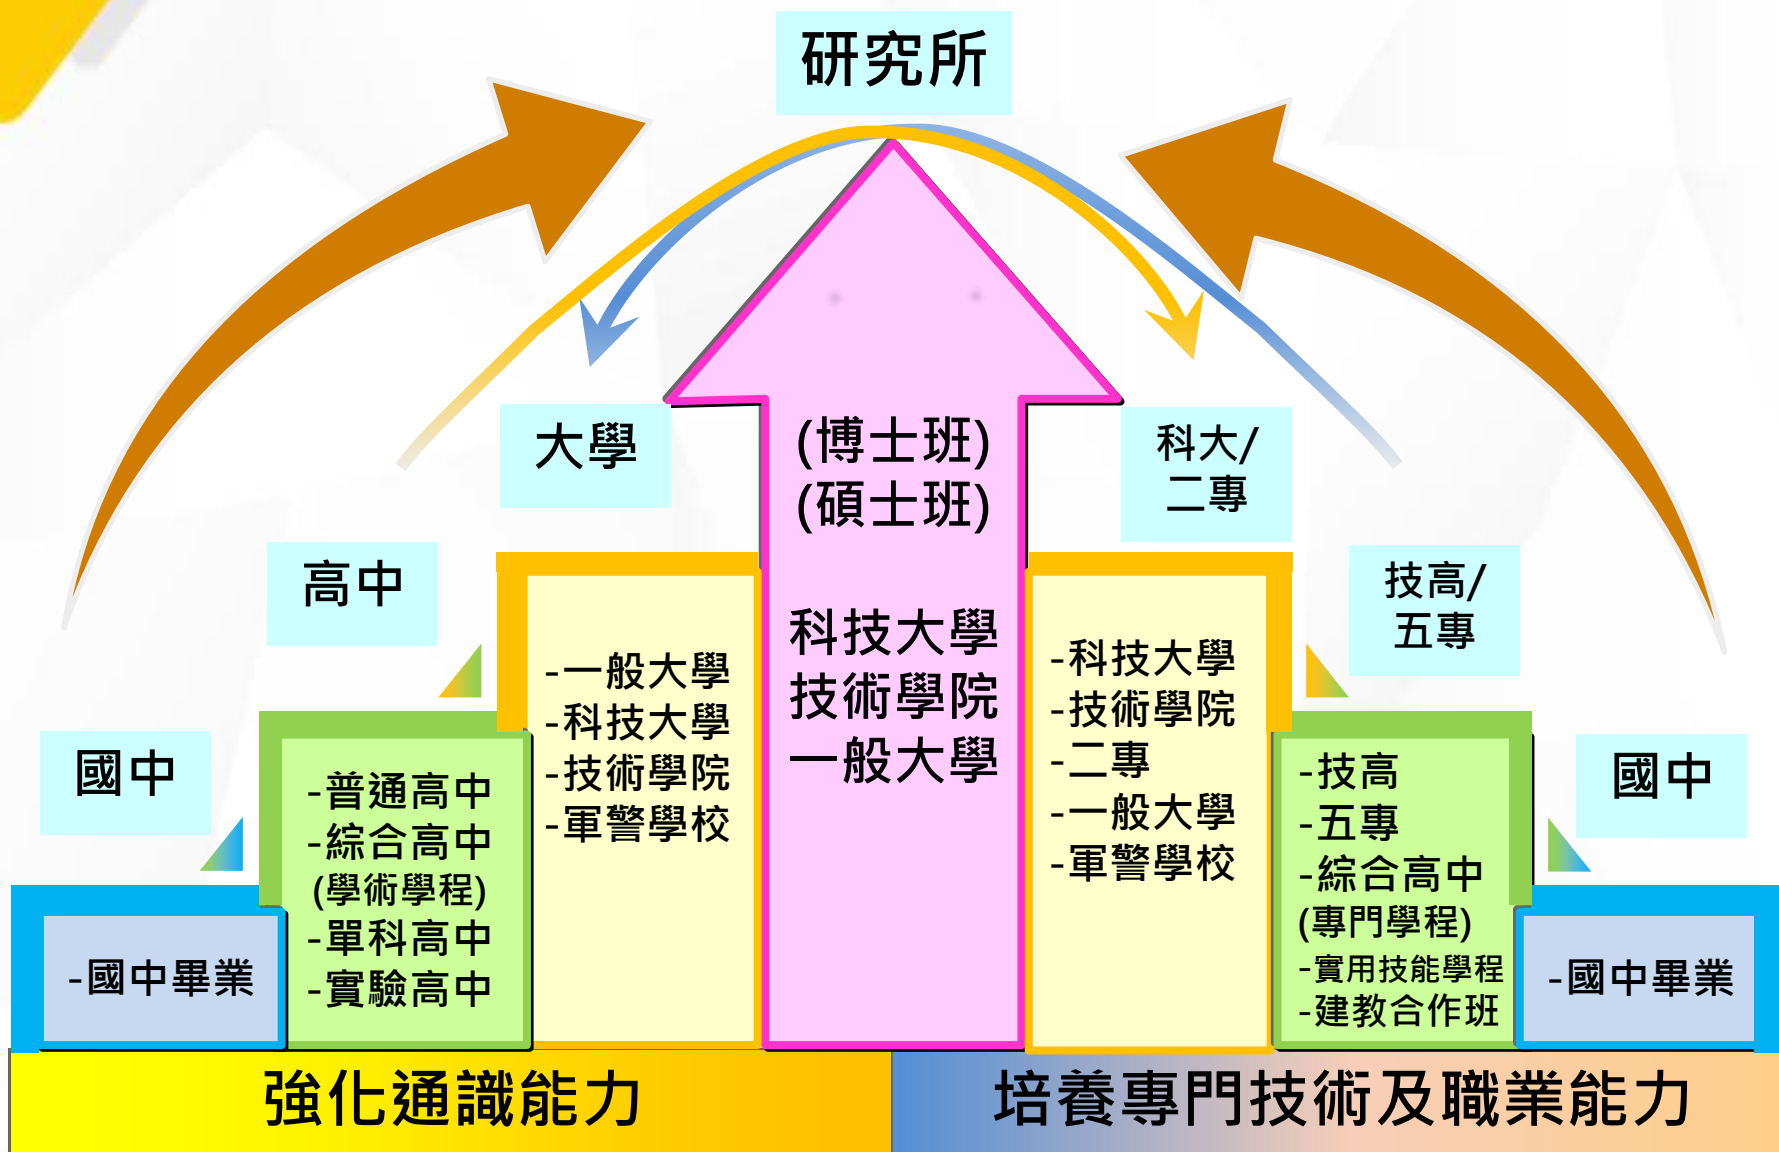 研究所
大學
(博士班)
(碩士班)
科技大學
技術學院
一般大學
科大/
二專
高中
技高/
五專
國中
國中
-一般大學
-科技大學
-技術學院
-軍警學校
-科技大學
-技術學院
-二專
-一般大學
-軍警學校
-普通高中
-綜合高中
(學術學程)
-單科高中
-實驗高中
-技高
-五專
-綜合高中
(專門學程)
-實用技能學程
-建教合作班
-國中畢業
-國中畢業
強化通識能力
培養專門技術及職業能力